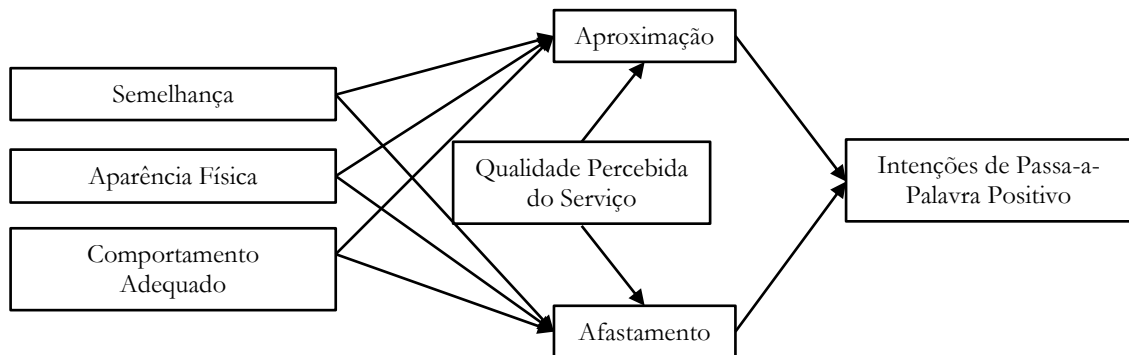 Aproximação
Semelhança
Aparência Física
Qualidade Percebida
do Serviço
Intenções de Passa-a-
Palavra Positivo
Comportamento
Adequado
Afastamento